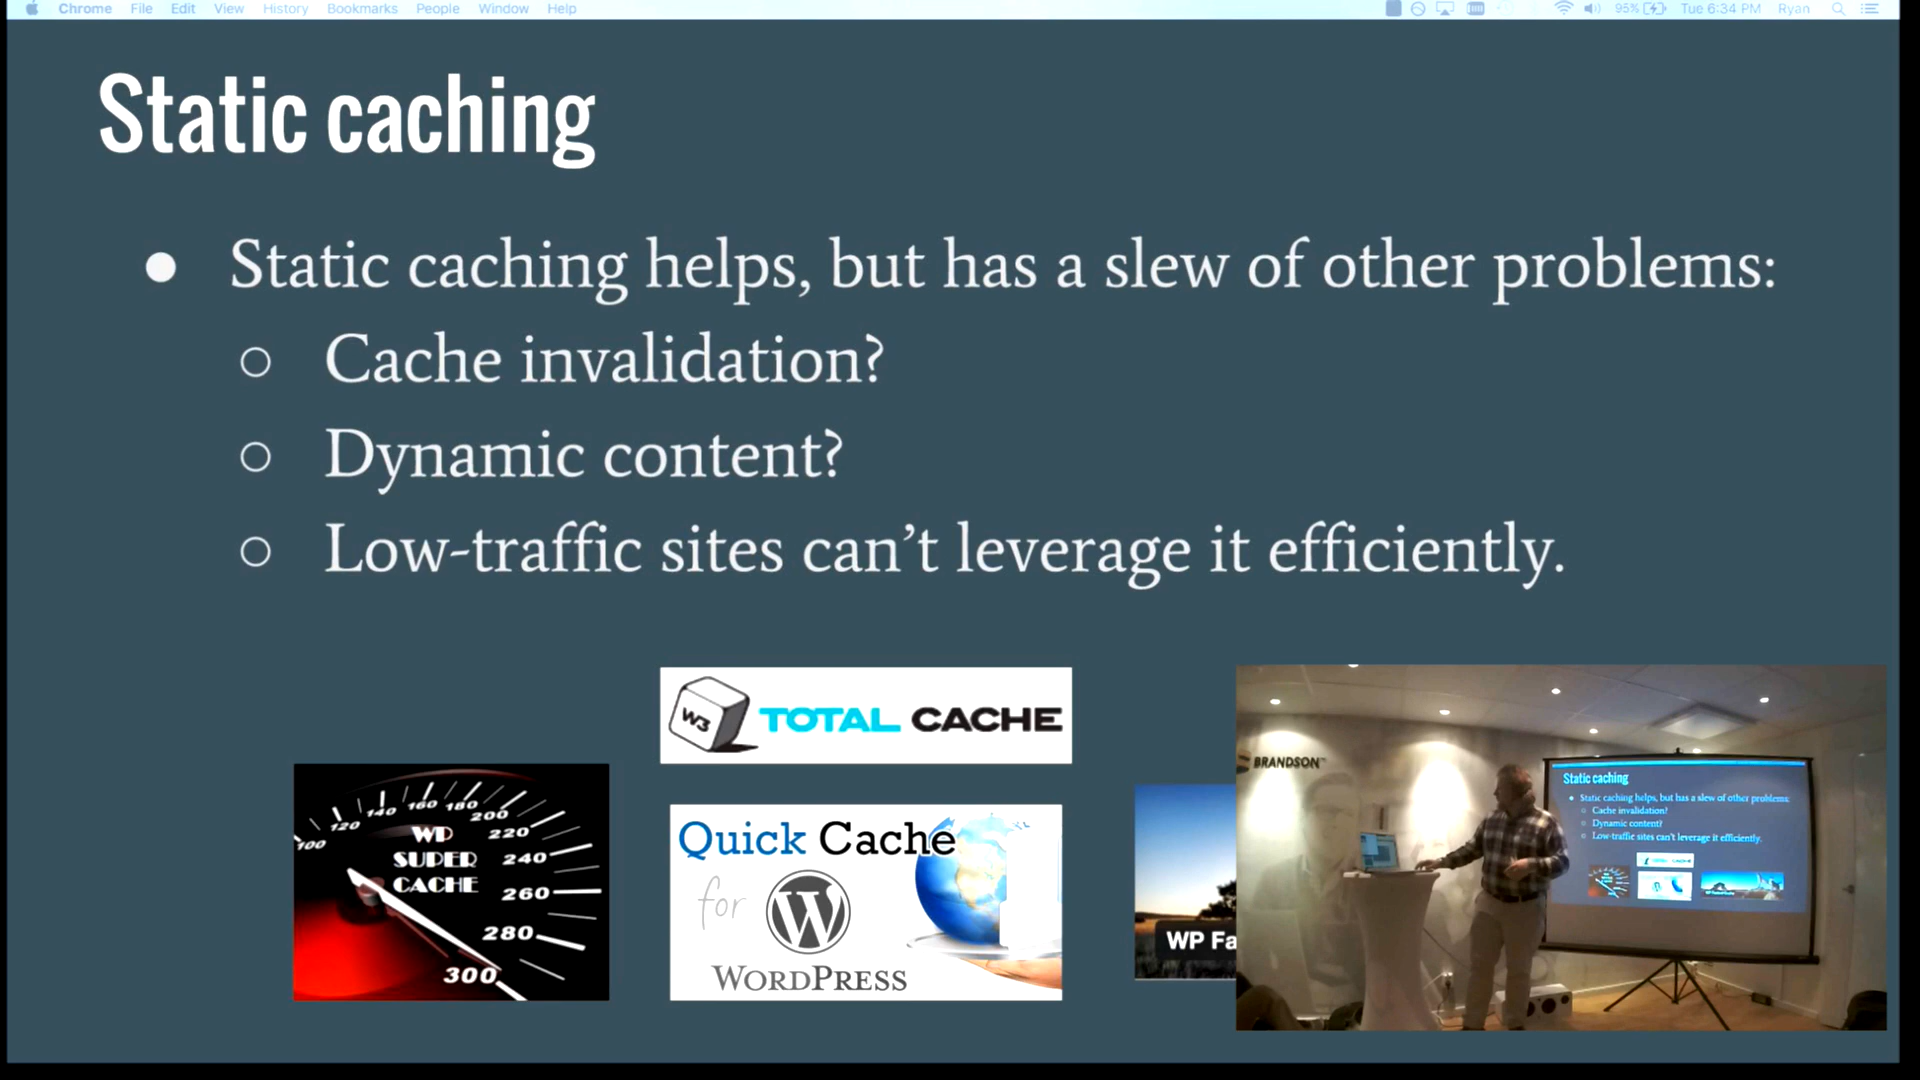 Chrome File Edit View History Bookmarks People Window Help 95% Tue 6:34 PM Ryan
Static caching
● Static caching helps, but has a slew of other problems:
○ Cache invalidation?
○ Dynamic content?
○ Low-traffic sites can’t leverage it efficiently.
W3 TOTAL CACHE
100 120 140 160 180 200 220 240 260 280 300
WP
SUPER
CACHE
Quick Cache
for
WORDPRESS
WP Fa
BRANDSON
Static caching
● Static caching helps, but has a slew of other problems:
○ Cache invalidation?
○ Dynamic content?
○ Low-traffic sites can't leverage it efficiently.